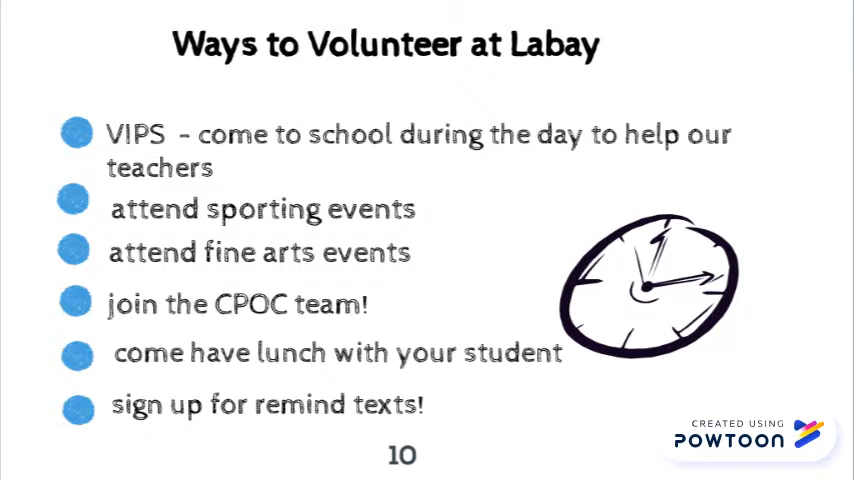 Ways to Volunteer at Labay
VIPS - come to school during the day to help our
teachers
attend sporting events
attend fine arts events
join the CPOC team!
come have lunch with your student
sign up for remind texts!
10
CREATED USING
POWTOON